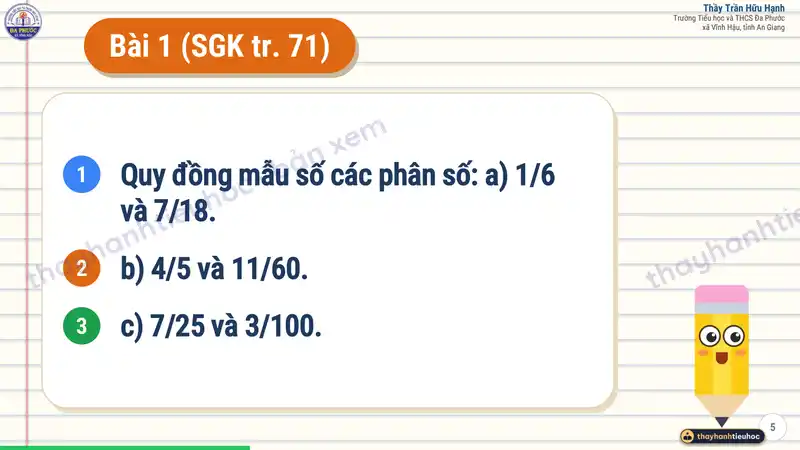 Thầy Trần Hữu Hạnh
Trường Tiểu học và THCS Đa Phước
xã Vĩnh Hậu, tỉnh An Giang
ĐA PHƯỚC
Bài 1 (SGK tr. 71)
1 Quy đồng mẫu số các phân số: a) 1/6
và 7/18.
2 b) 4/5 và 11/60.
3 c) 7/25 và 3/100.
thayhanhtieuhoc
5